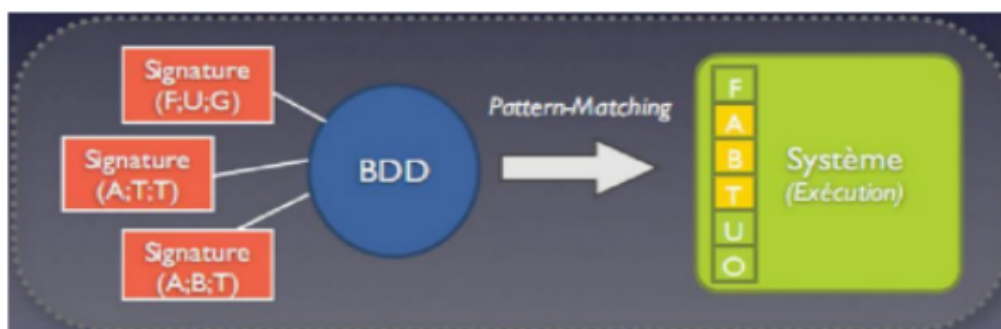 Signature
(F;U;G)
Signature
(A;T;T)
Signature
(A;B;T)
BDD
Pattern-Matching
F
A
B
T
U
O
Système
(Exécution)